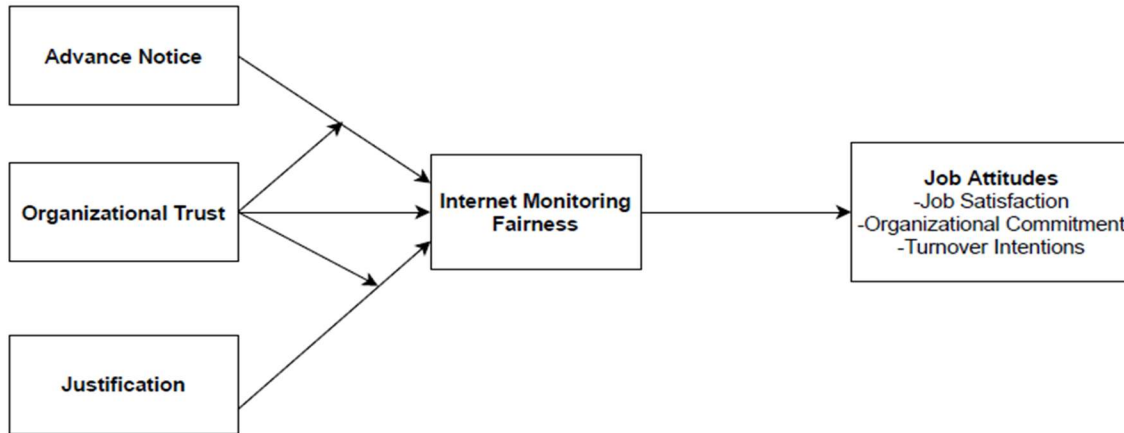 Advance Notice
Organizational Trust
Justification
Internet Monitoring
Fairness
Job Attitudes
-Job Satisfaction
-Organizational Commitment
-Turnover Intentions